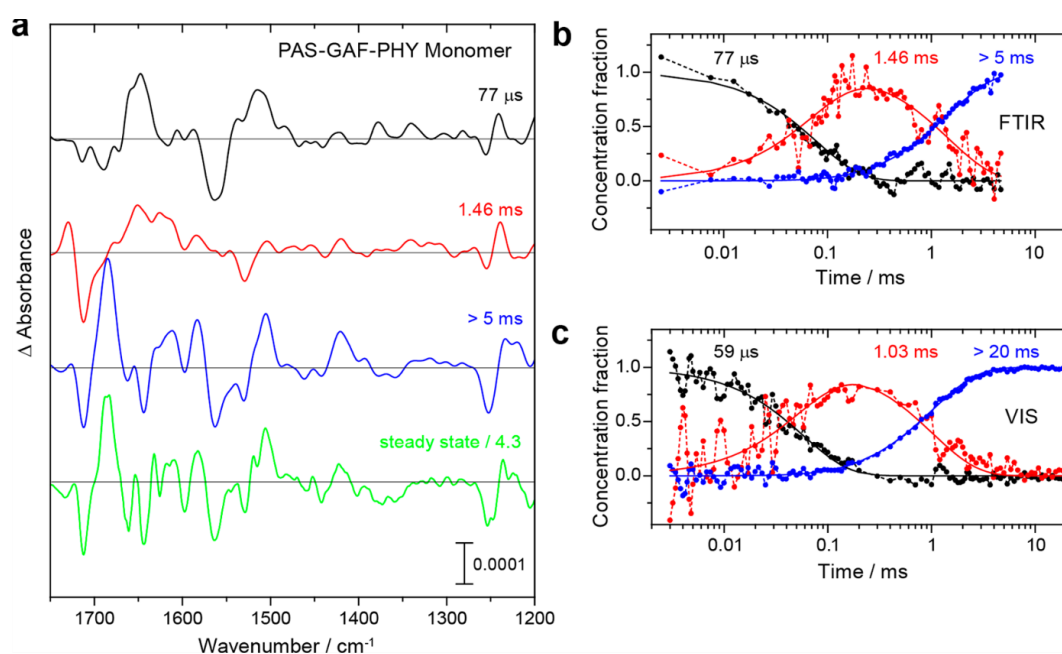 a
PAS-GAF-PHY Monomer
77 μs
1.46 ms
> 5 ms
steady state / 4.3
0.0001
Δ Absorbance
1700 1600 1500 1400 1300 1200
Wavenumber / cm⁻¹
b
77 μs 1.46 ms > 5 ms
1.0
0.5
0.0
FTIR
Concentration fraction
0.01 0.1 1
Time / ms
c
59 μs 1.03 ms > 20 ms
1.0
0.5
0.0
VIS
Concentration fraction
0.01 0.1 1
Time / ms